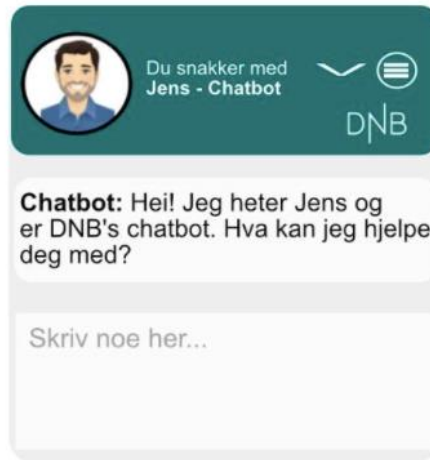 Du snakker med
Jens - Chatbot
DNB
Chatbot: Hei! Jeg heter Jens og
er DNB's chatbot. Hva kan jeg hjelpe
deg med?
Skriv noe her...